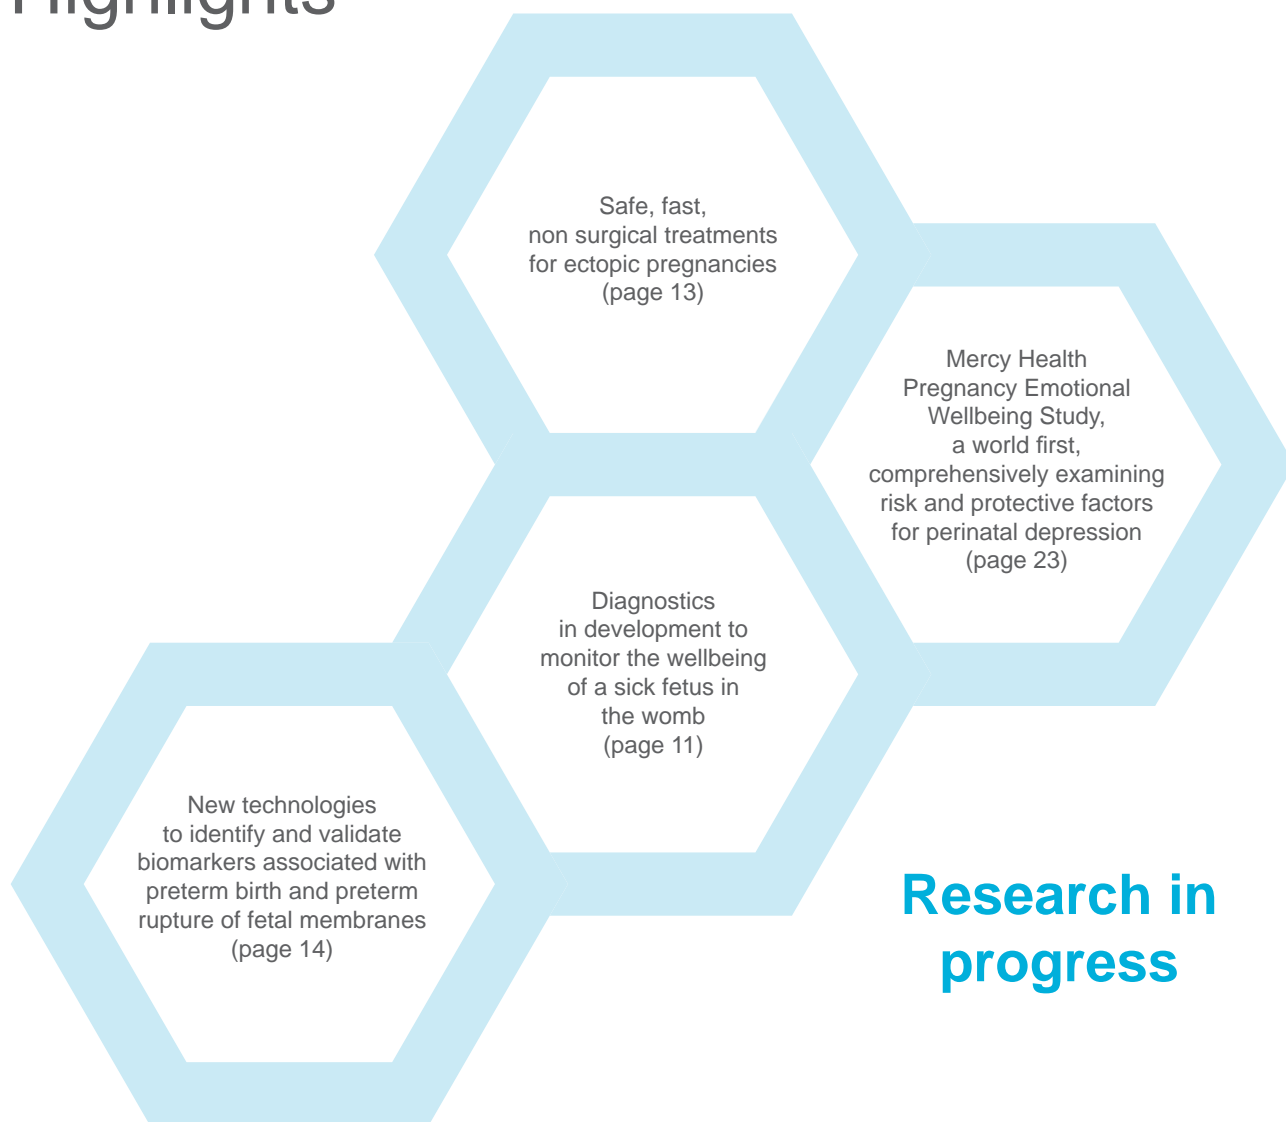 Highlights
Safe, fast,
non surgical treatments
for ectopic pregnancies
(page 13)
Mercy Health
Pregnancy Emotional
Wellbeing Study,
a world first,
comprehensively examining
risk and protective factors
for perinatal depression
(page 23)
Diagnostics
in development to
monitor the wellbeing
of a sick fetus in
the womb
(page 11)
New technologies
to identify and validate
biomarkers associated with
preterm birth and preterm
rupture of fetal membranes
(page 14)
Research in
progress